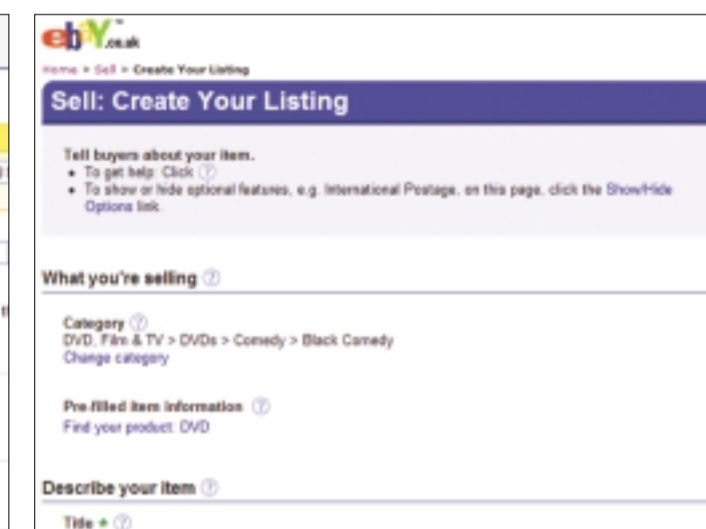 ebY.co.uk
Home > Sell > Create Your Listing
Sell: Create Your Listing
Tell buyers about your item.
• To get help: Click ?
• To show or hide optional features, e.g. International Postage, on this page, click the Show/Hide
Options link.
What you're selling ?
Category ?
DVD, Film & TV > DVDs > Comedy > Black Comedy
Change category
Pre-filled item information ?
Find your product: DVD
Describe your item ?
Title * ?